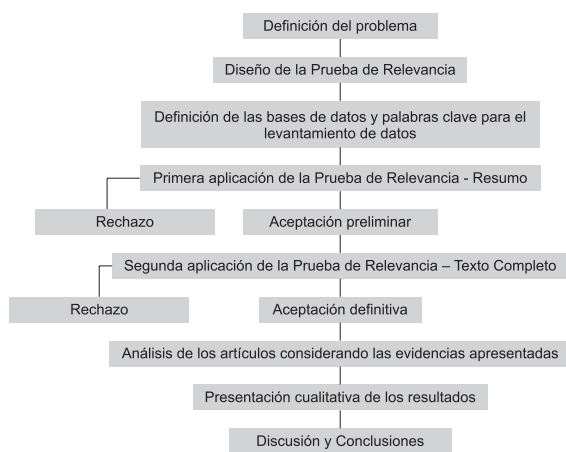 Definición del problema
Diseño de la Prueba de Relevancia
Definición de las bases de datos y palabras clave para el
levantamiento de datos
Primera aplicación de la Prueba de Relevancia - Resumo
Rechazo
Aceptación preliminar
Segunda aplicación de la Prueba de Relevancia – Texto Completo
Rechazo
Aceptación definitiva
Análisis de los artículos considerando las evidencias apresentadas
Presentación cualitativa de los resultados
Discusión y Conclusiones